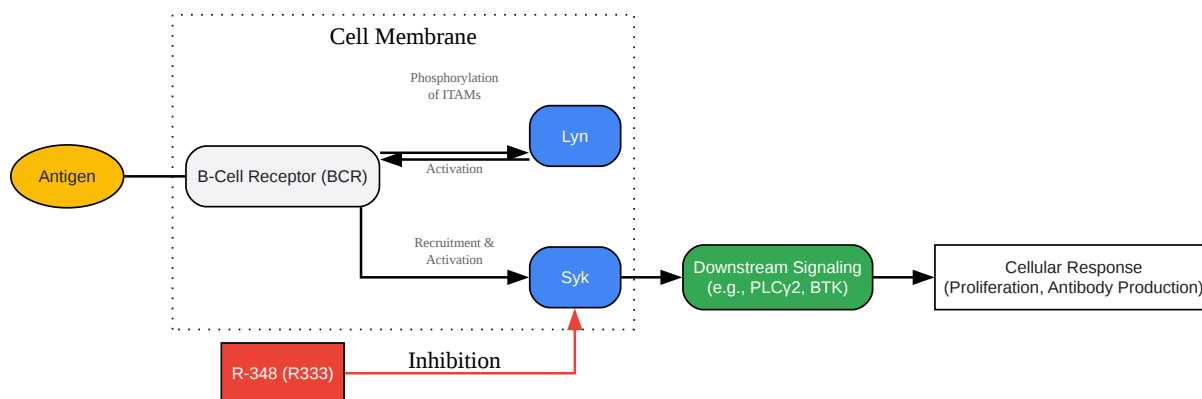 Cell Membrane
Phosphorylation
of ITAMs
Lyn
Antigen
B-Cell Receptor (BCR)
Activation
Recruitment &
Activation
Syk
Downstream Signaling
(e.g., PLCγ2, BTK)
Cellular Response
(Proliferation, Antibody Production)
R-348 (R333)
Inhibition